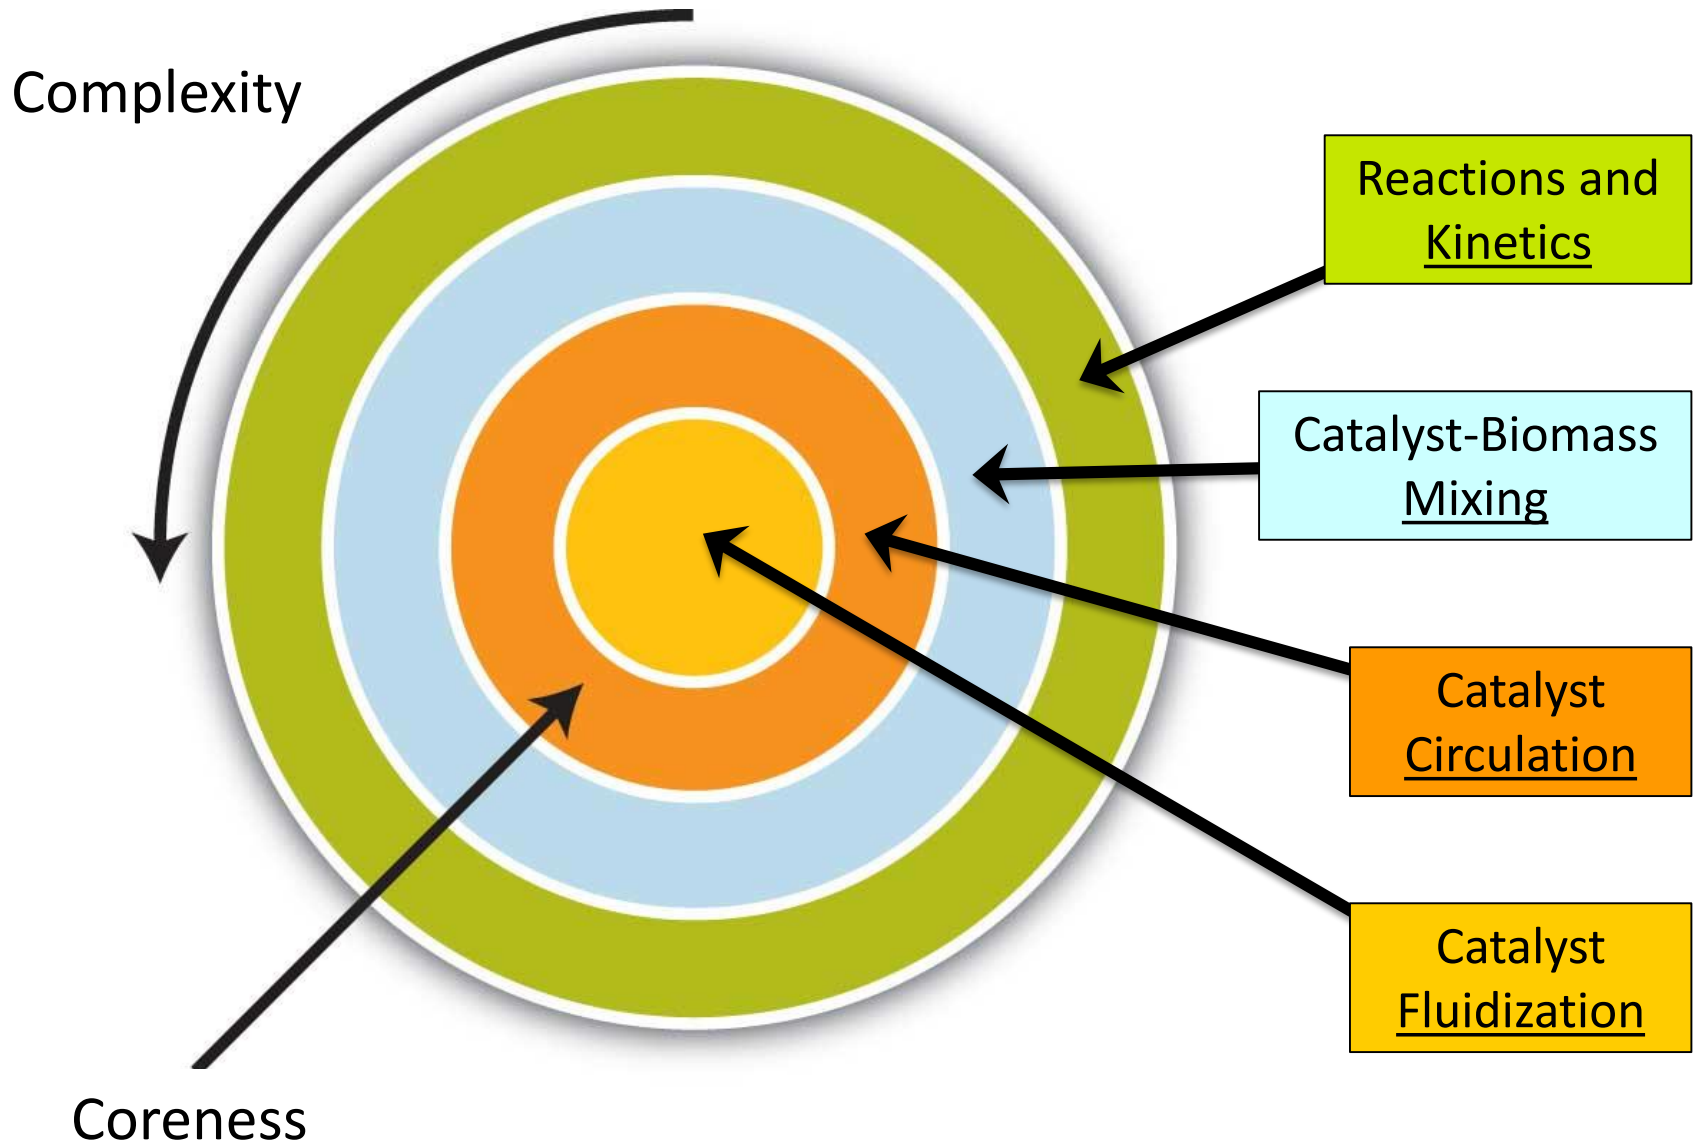 Complexity
Reactions and
Kinetics
Catalyst-Biomass
Mixing
Catalyst
Circulation
Catalyst
Fluidization
Coreness